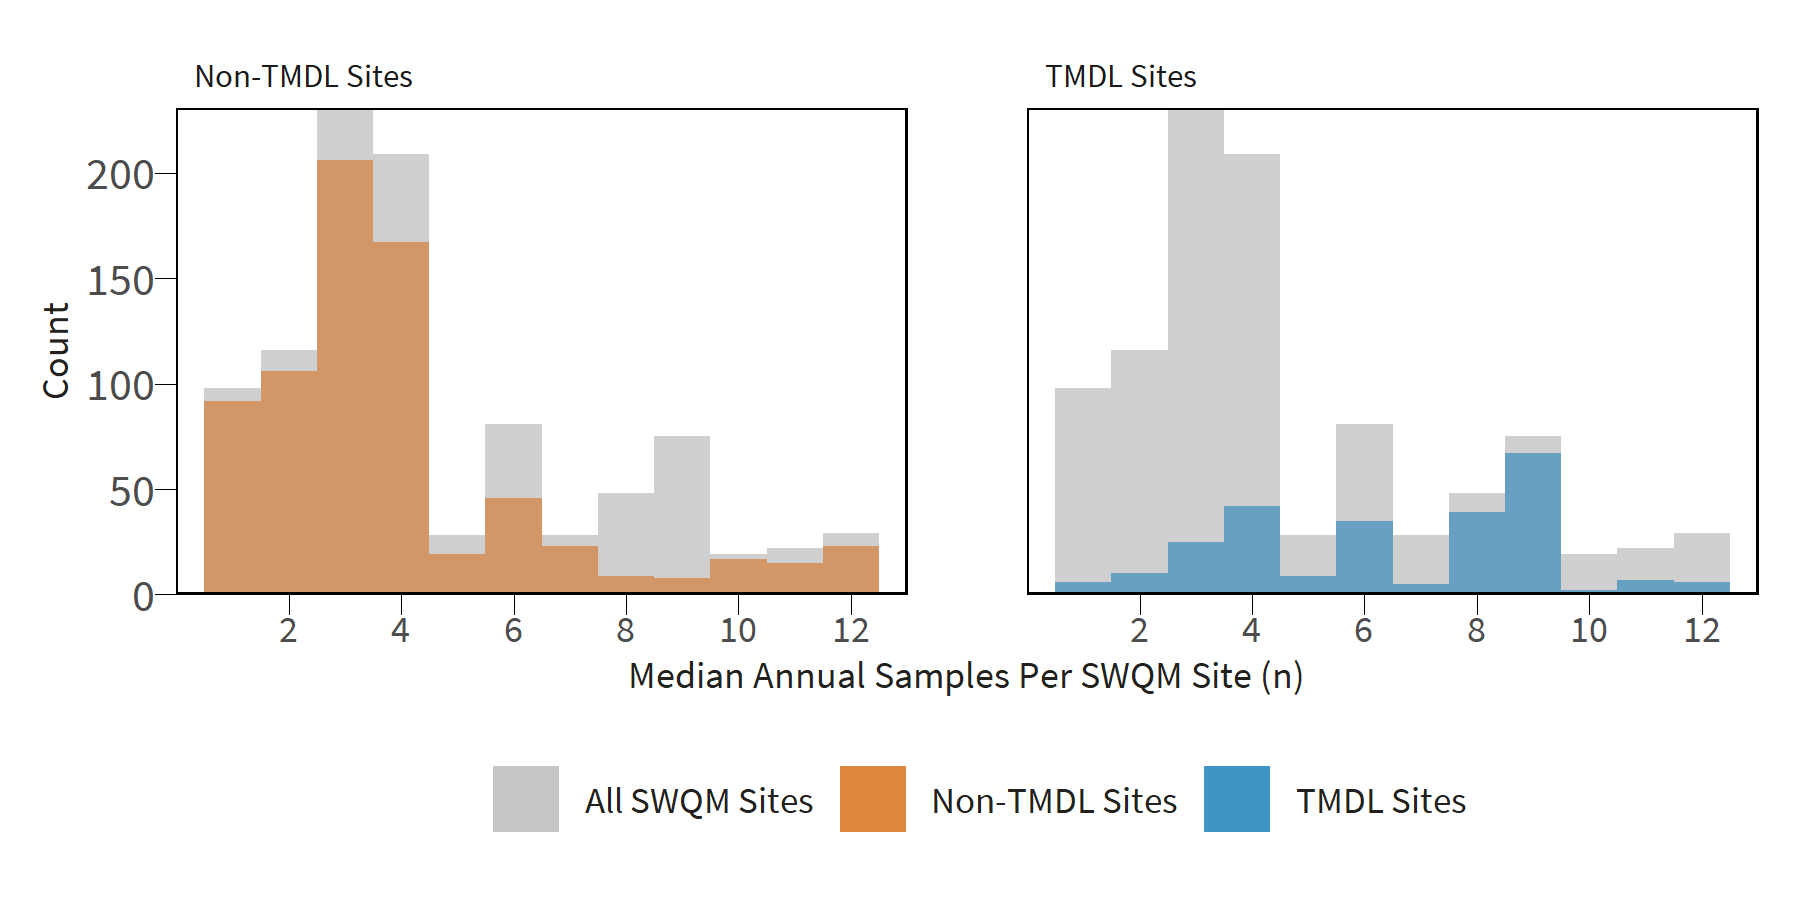 Non-TMDL Sites
TMDL Sites
Count
200
150
100
50
0
2 4 6 8 10 12
2 4 6 8 10 12
Median Annual Samples Per SWQM Site (n)
All SWQM Sites
Non-TMDL Sites
TMDL Sites